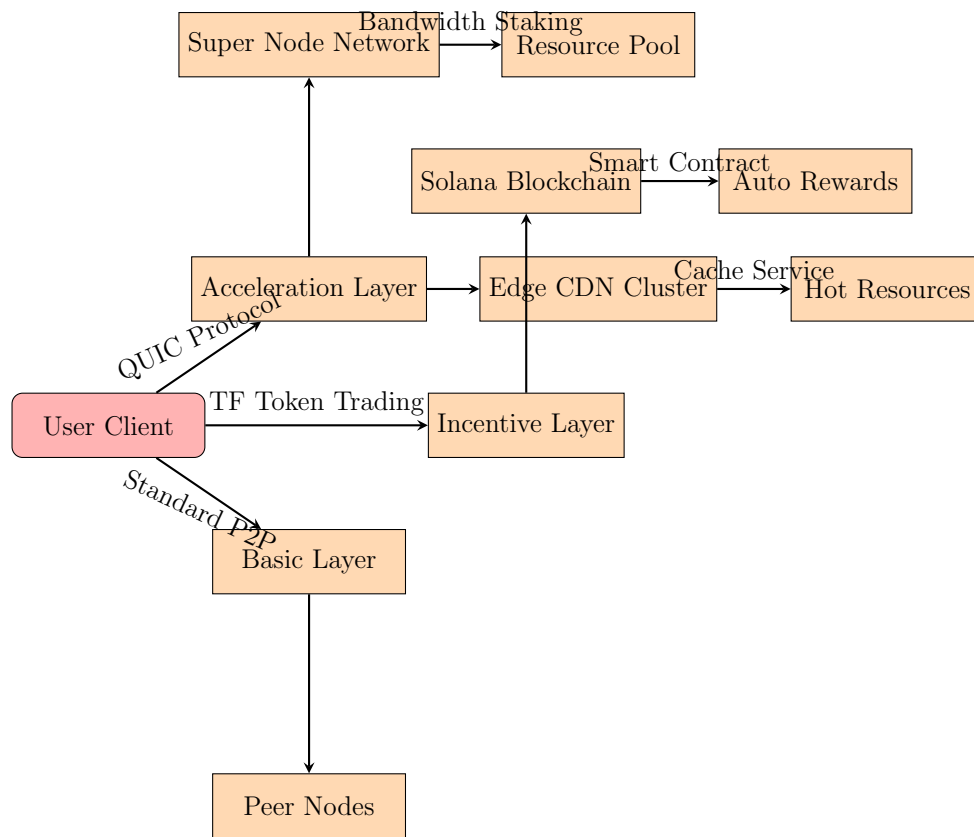 Bandwidth Staking
Super Node Network
Resource Pool
Smart Contract
Solana Blockchain
Auto Rewards
Cache Service
Acceleration Layer
Edge CDN Cluster
Hot Resources
QUIC Protocol
TF Token Trading
User Client
Incentive Layer
Standard P2P
Basic Layer
Peer Nodes